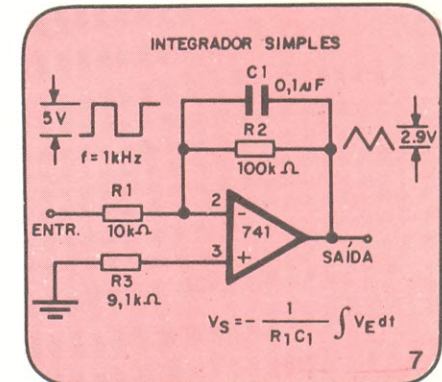 INTEGRADOR SIMPLES
C1
0,1µF
5V
f=1kHz
R2
100kΩ
2.9V
R1
10kΩ
ENTR.
2
-
741
3
+
SAÍDA
R3
9,1kΩ
VS = - 1 / R1C1 ∫ VE dt
7